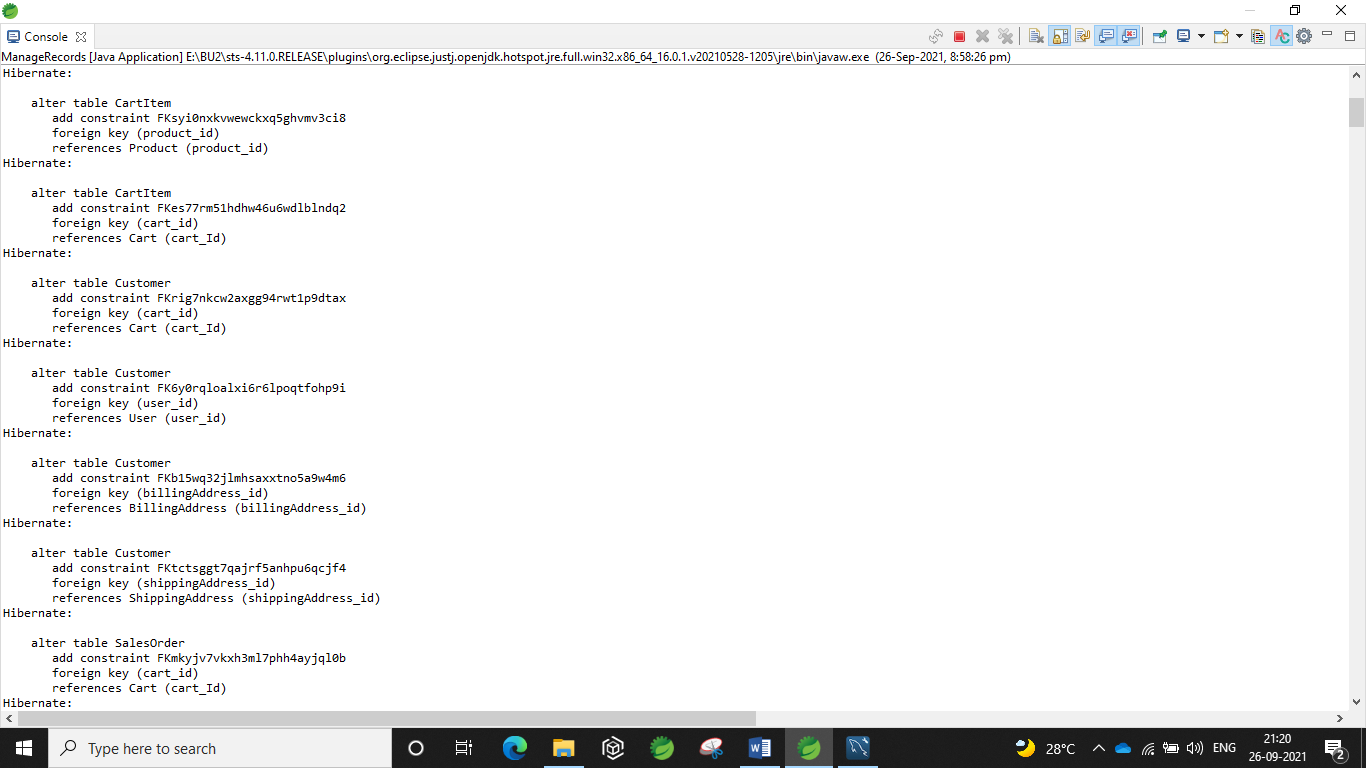 Console
ManageRecords [Java Application] E:\BU2\sts-4.11.0.RELEASE\plugins\org.eclipse.justj.openjdk.hotspot.jre.full.win32.x86_64_16.0.1.v20210528-1205\jre\bin\javaw.exe (26-Sep-2021, 8:58:26 pm)
Hibernate:
alter table CartItem
add constraint FKsyi0nxkvwewckxq5ghvmv3ci8
foreign key (product_id)
references Product (product_id)
Hibernate:
alter table CartItem
add constraint FKes77rm51hdhw46u6wdlblndq2
foreign key (cart_id)
references Cart (cart_Id)
Hibernate:
alter table Customer
add constraint FKrig7nkcw2axgg94rwt1p9dtax
foreign key (cart_id)
references Cart (cart_Id)
Hibernate:
alter table Customer
add constraint FK6y0rqloalxi6r6lpoqtfohp9i
foreign key (user_id)
references User (user_id)
Hibernate:
alter table Customer
add constraint FKb15wq32jlmhsaxxtno5a9w4m6
foreign key (billingAddress_id)
references BillingAddress (billingAddress_id)
Hibernate:
alter table Customer
add constraint FKtctsggt7qajrf5anhpu6qcjf4
foreign key (shippingAddress_id)
references ShippingAddress (shippingAddress_id)
Hibernate:
alter table SalesOrder
add constraint FKmkyjv7vkxh3ml7phh4ayjql0b
foreign key (cart_id)
references Cart (cart_Id)
Hibernate:
Type here to search
28°C
ENG
21:20
26-09-2021
2